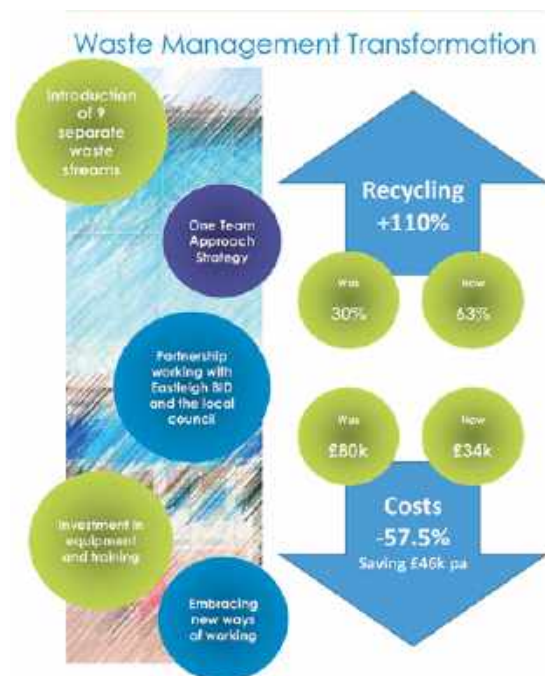 Waste Management Transformation
Introduction
of 9
separate
waste
streams
One Team
Approach
Strategy
Partnership
working with
Eastleigh BID
and the local
council
Investment in
equipment
and training
Embracing
new ways
of working
Recycling
+110%
Was
30%
Now
63%
Was
£80k
Now
£34k
Costs
-57.5%
Saving £46k pa